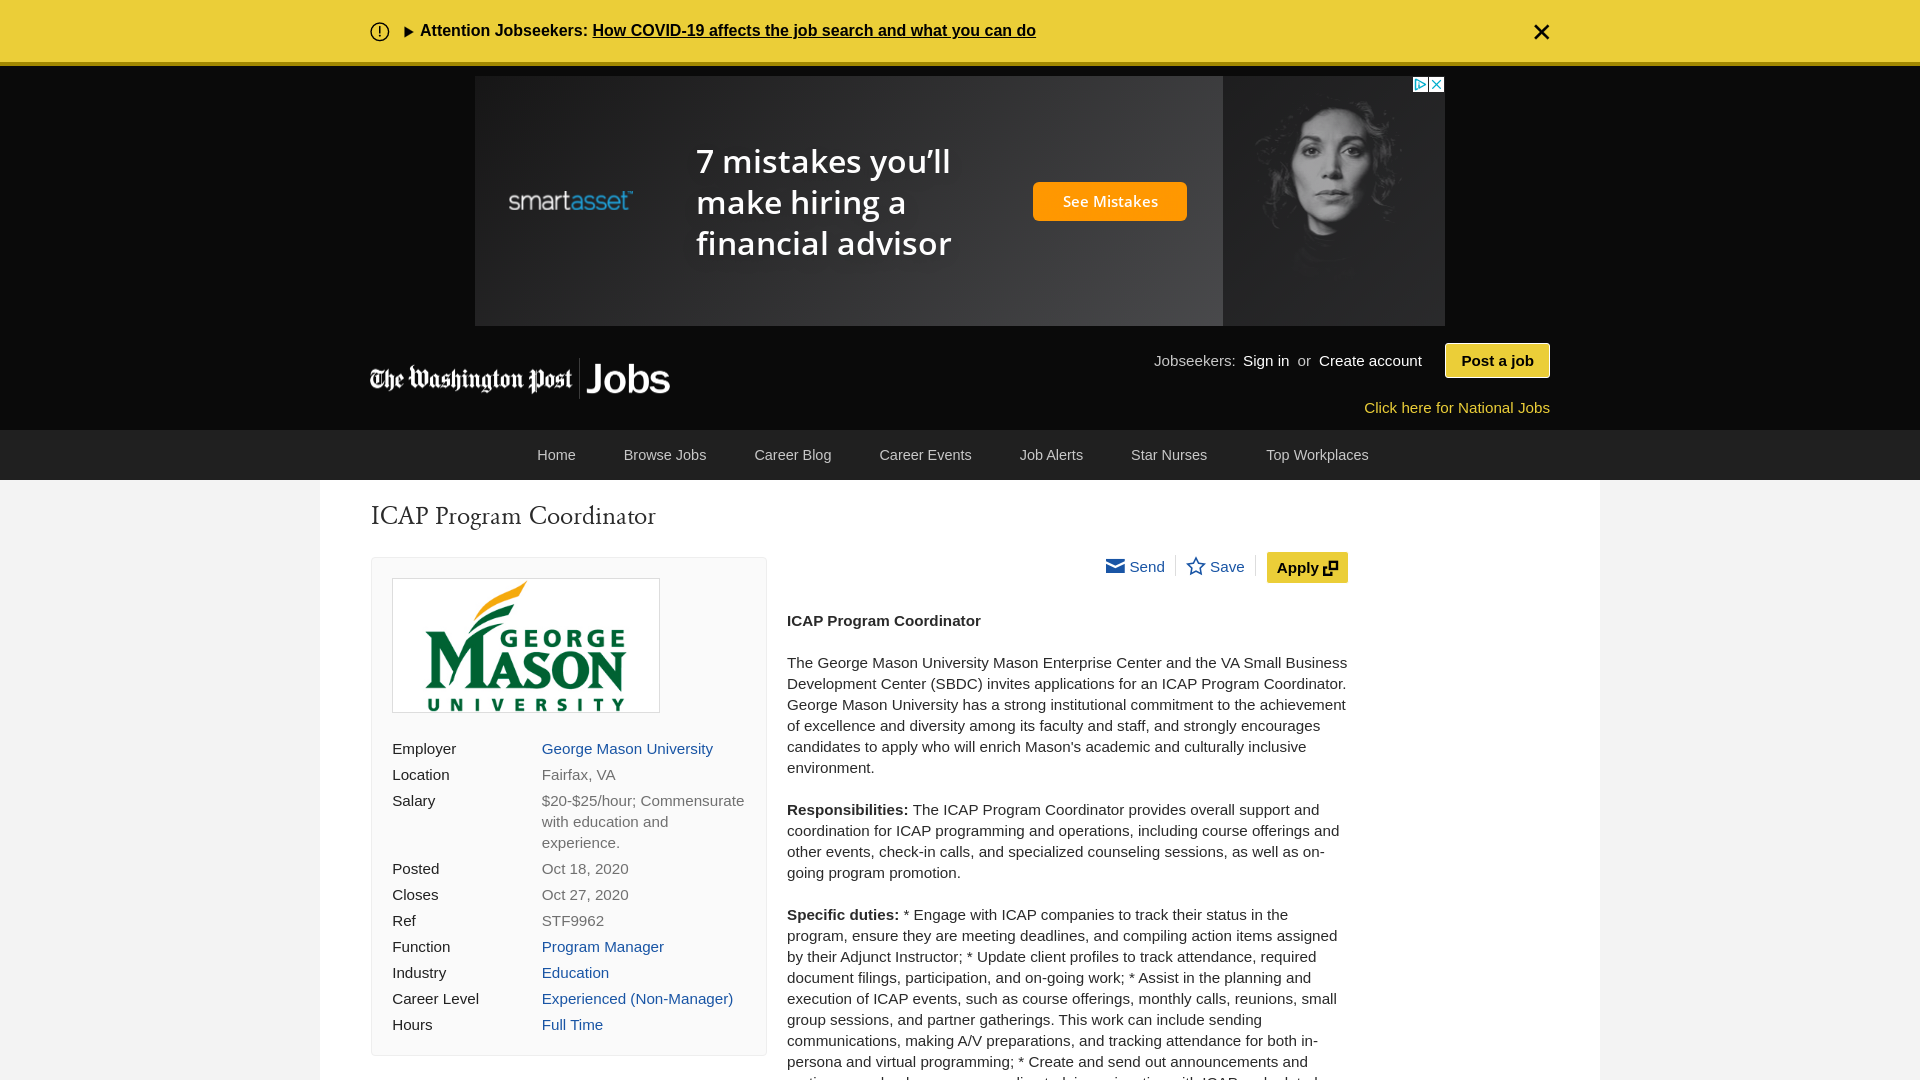 Attention Jobseekers: How COVID-19 affects the job search and what you can do
smartasset™
7 mistakes you'll
make hiring a
financial advisor
See Mistakes
The Washington Post Jobs
Jobseekers: Sign in or Create account
Post a job
Click here for National Jobs
Home Browse Jobs Career Blog Career Events Job Alerts Star Nurses Top Workplaces
ICAP Program Coordinator
GEORGE
MASON
UNIVERSITY
Employer George Mason University
Location Fairfax, VA
Salary $20-$25/hour; Commensurate
with education and
experience.
Posted Oct 18, 2020
Closes Oct 27, 2020
Ref STF9962
Function Program Manager
Industry Education
Career Level Experienced (Non-Manager)
Hours Full Time
Send Save Apply
ICAP Program Coordinator
The George Mason University Mason Enterprise Center and the VA Small Business
Development Center (SBDC) invites applications for an ICAP Program Coordinator.
George Mason University has a strong institutional commitment to the achievement
of excellence and diversity among its faculty and staff, and strongly encourages
candidates to apply who will enrich Mason's academic and culturally inclusive
environment.
Responsibilities: The ICAP Program Coordinator provides overall support and
coordination for ICAP programming and operations, including course offerings and
other events, check-in calls, and specialized counseling sessions, as well as on-
going program promotion.
Specific duties: * Engage with ICAP companies to track their status in the
program, ensure they are meeting deadlines, and compiling action items assigned
by their Adjunct Instructor; * Update client profiles to track attendance, required
document filings, participation, and on-going work; * Assist in the planning and
execution of ICAP events, such as course offerings, monthly calls, reunions, small
group sessions, and partner gatherings. This work can include sending
communications, making A/V preparations, and tracking attendance for both in-
persona and virtual programming; * Create and send out announcements and